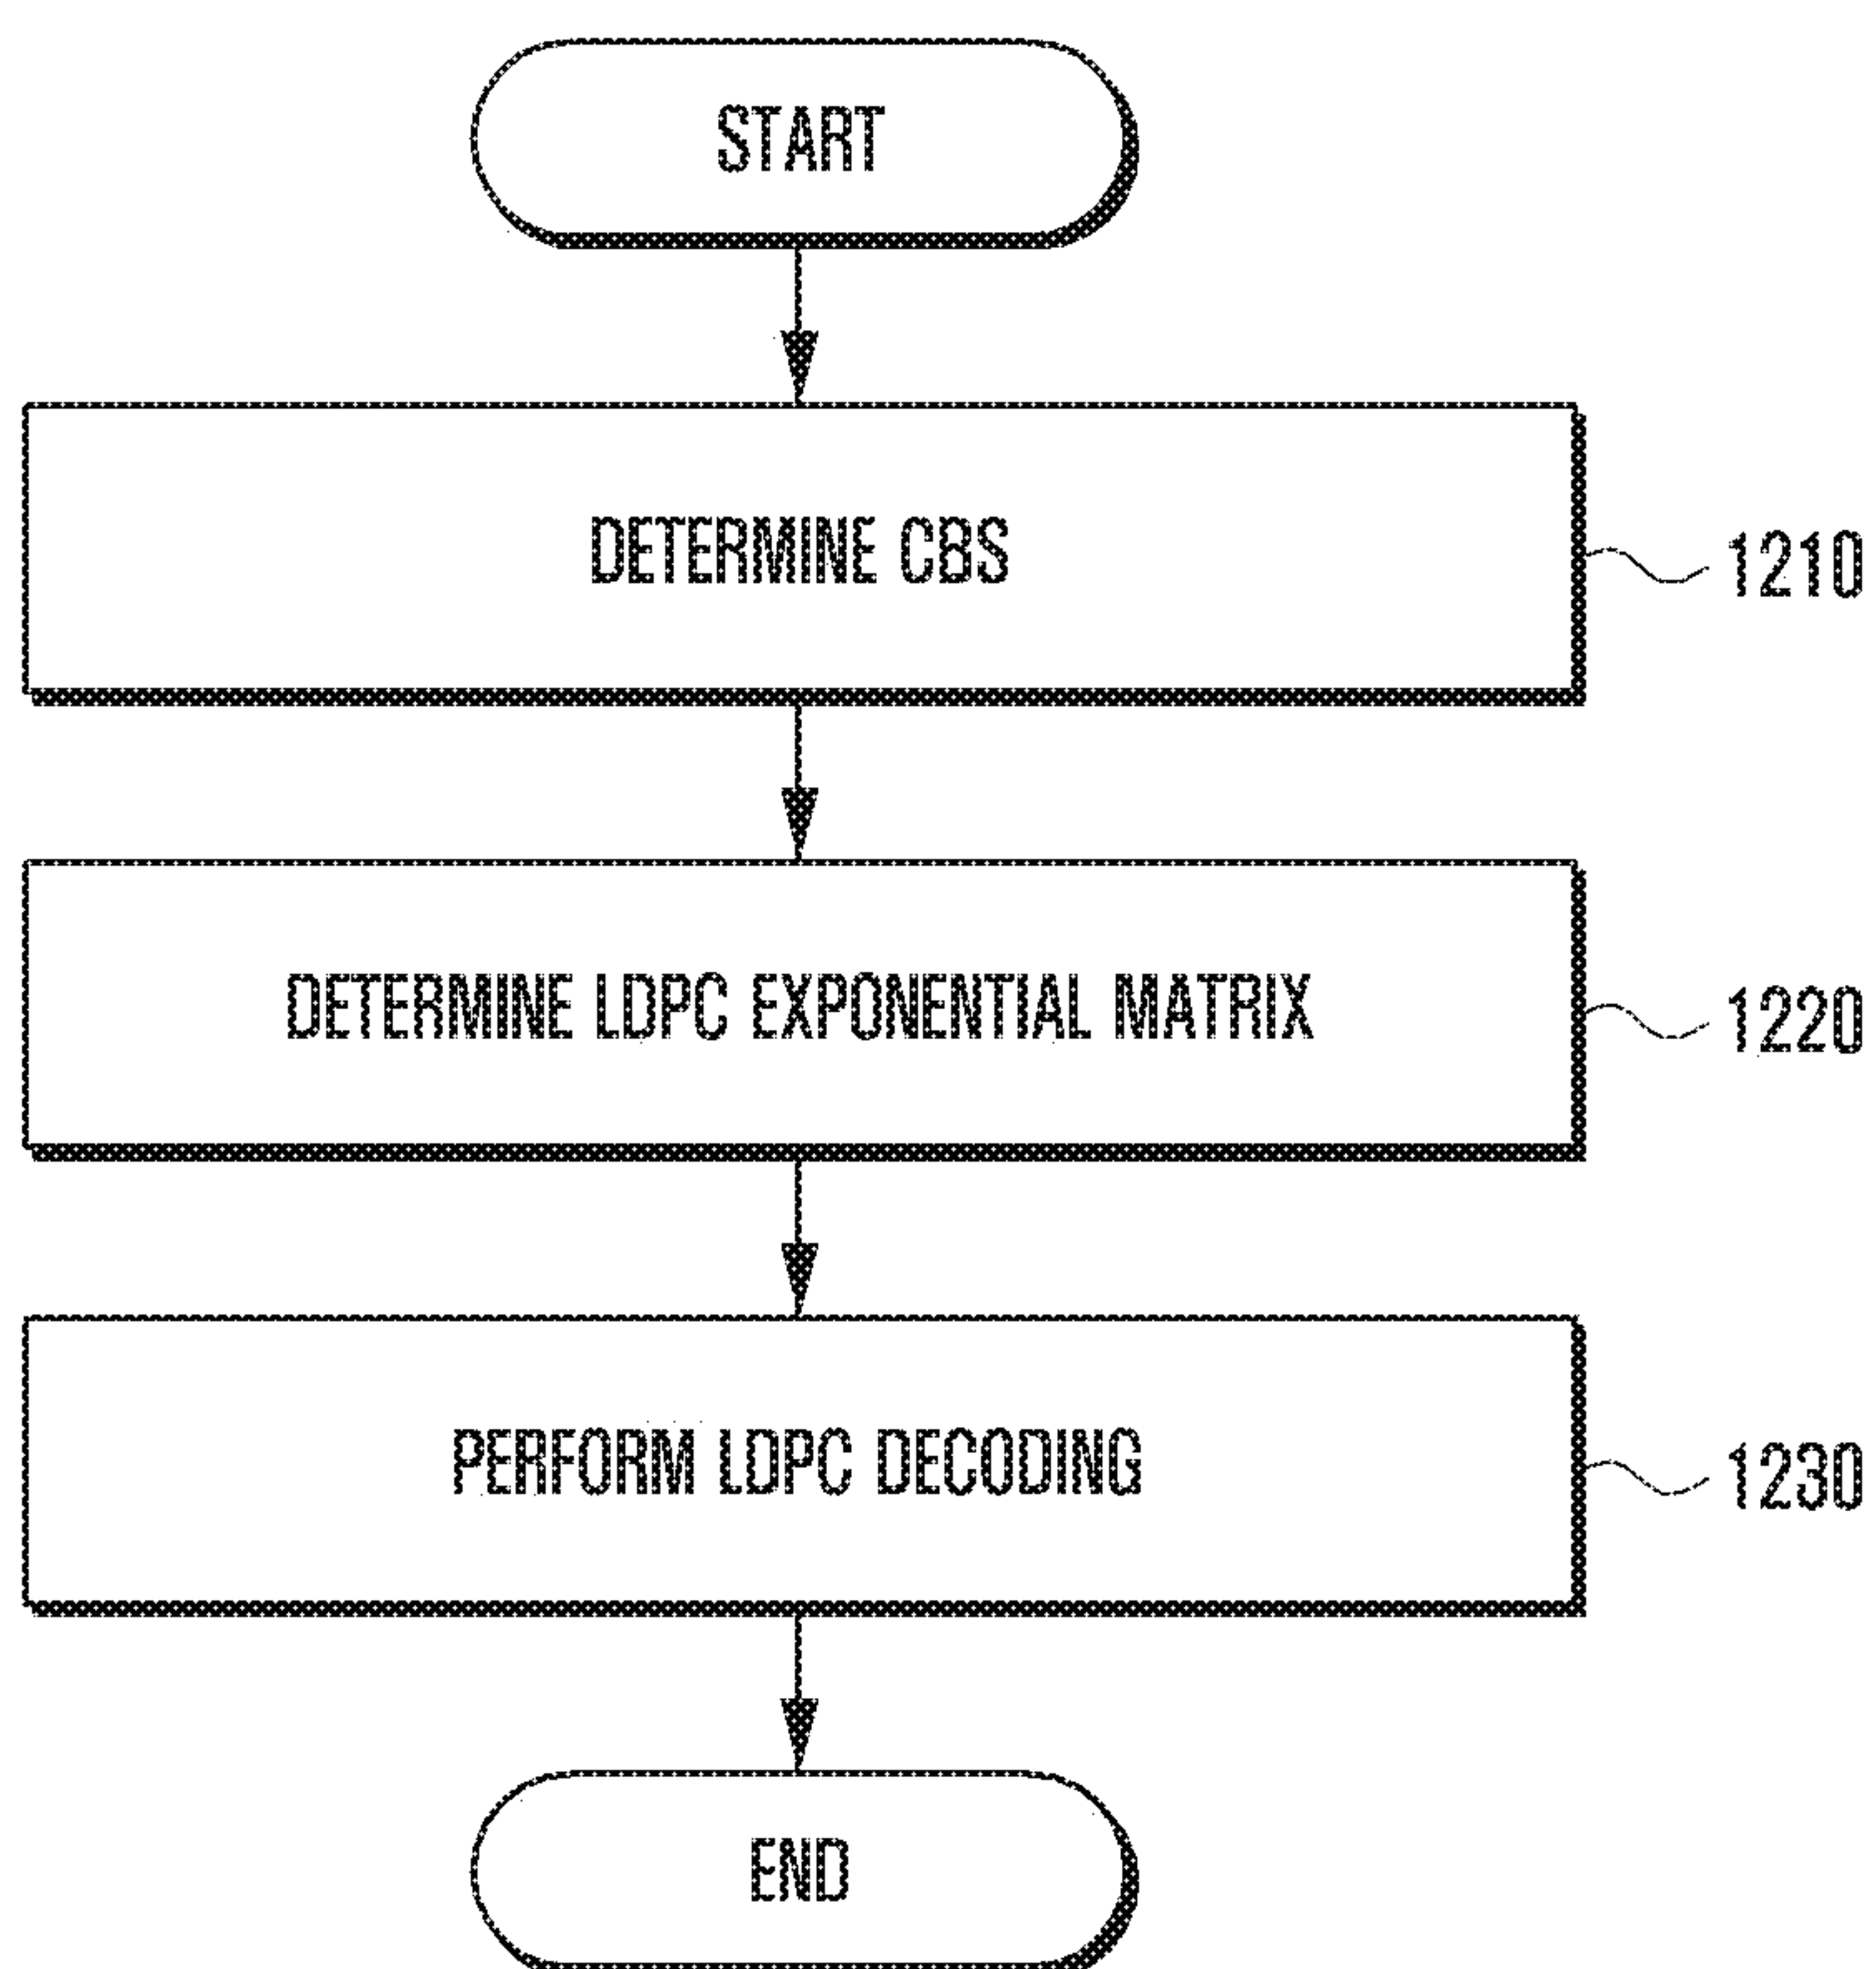 START
DETERMINE CBS
1210
DETERMINE LDPC EXPONENTIAL MATRIX
1220
PERFORM LDPC DECODING
1230
END